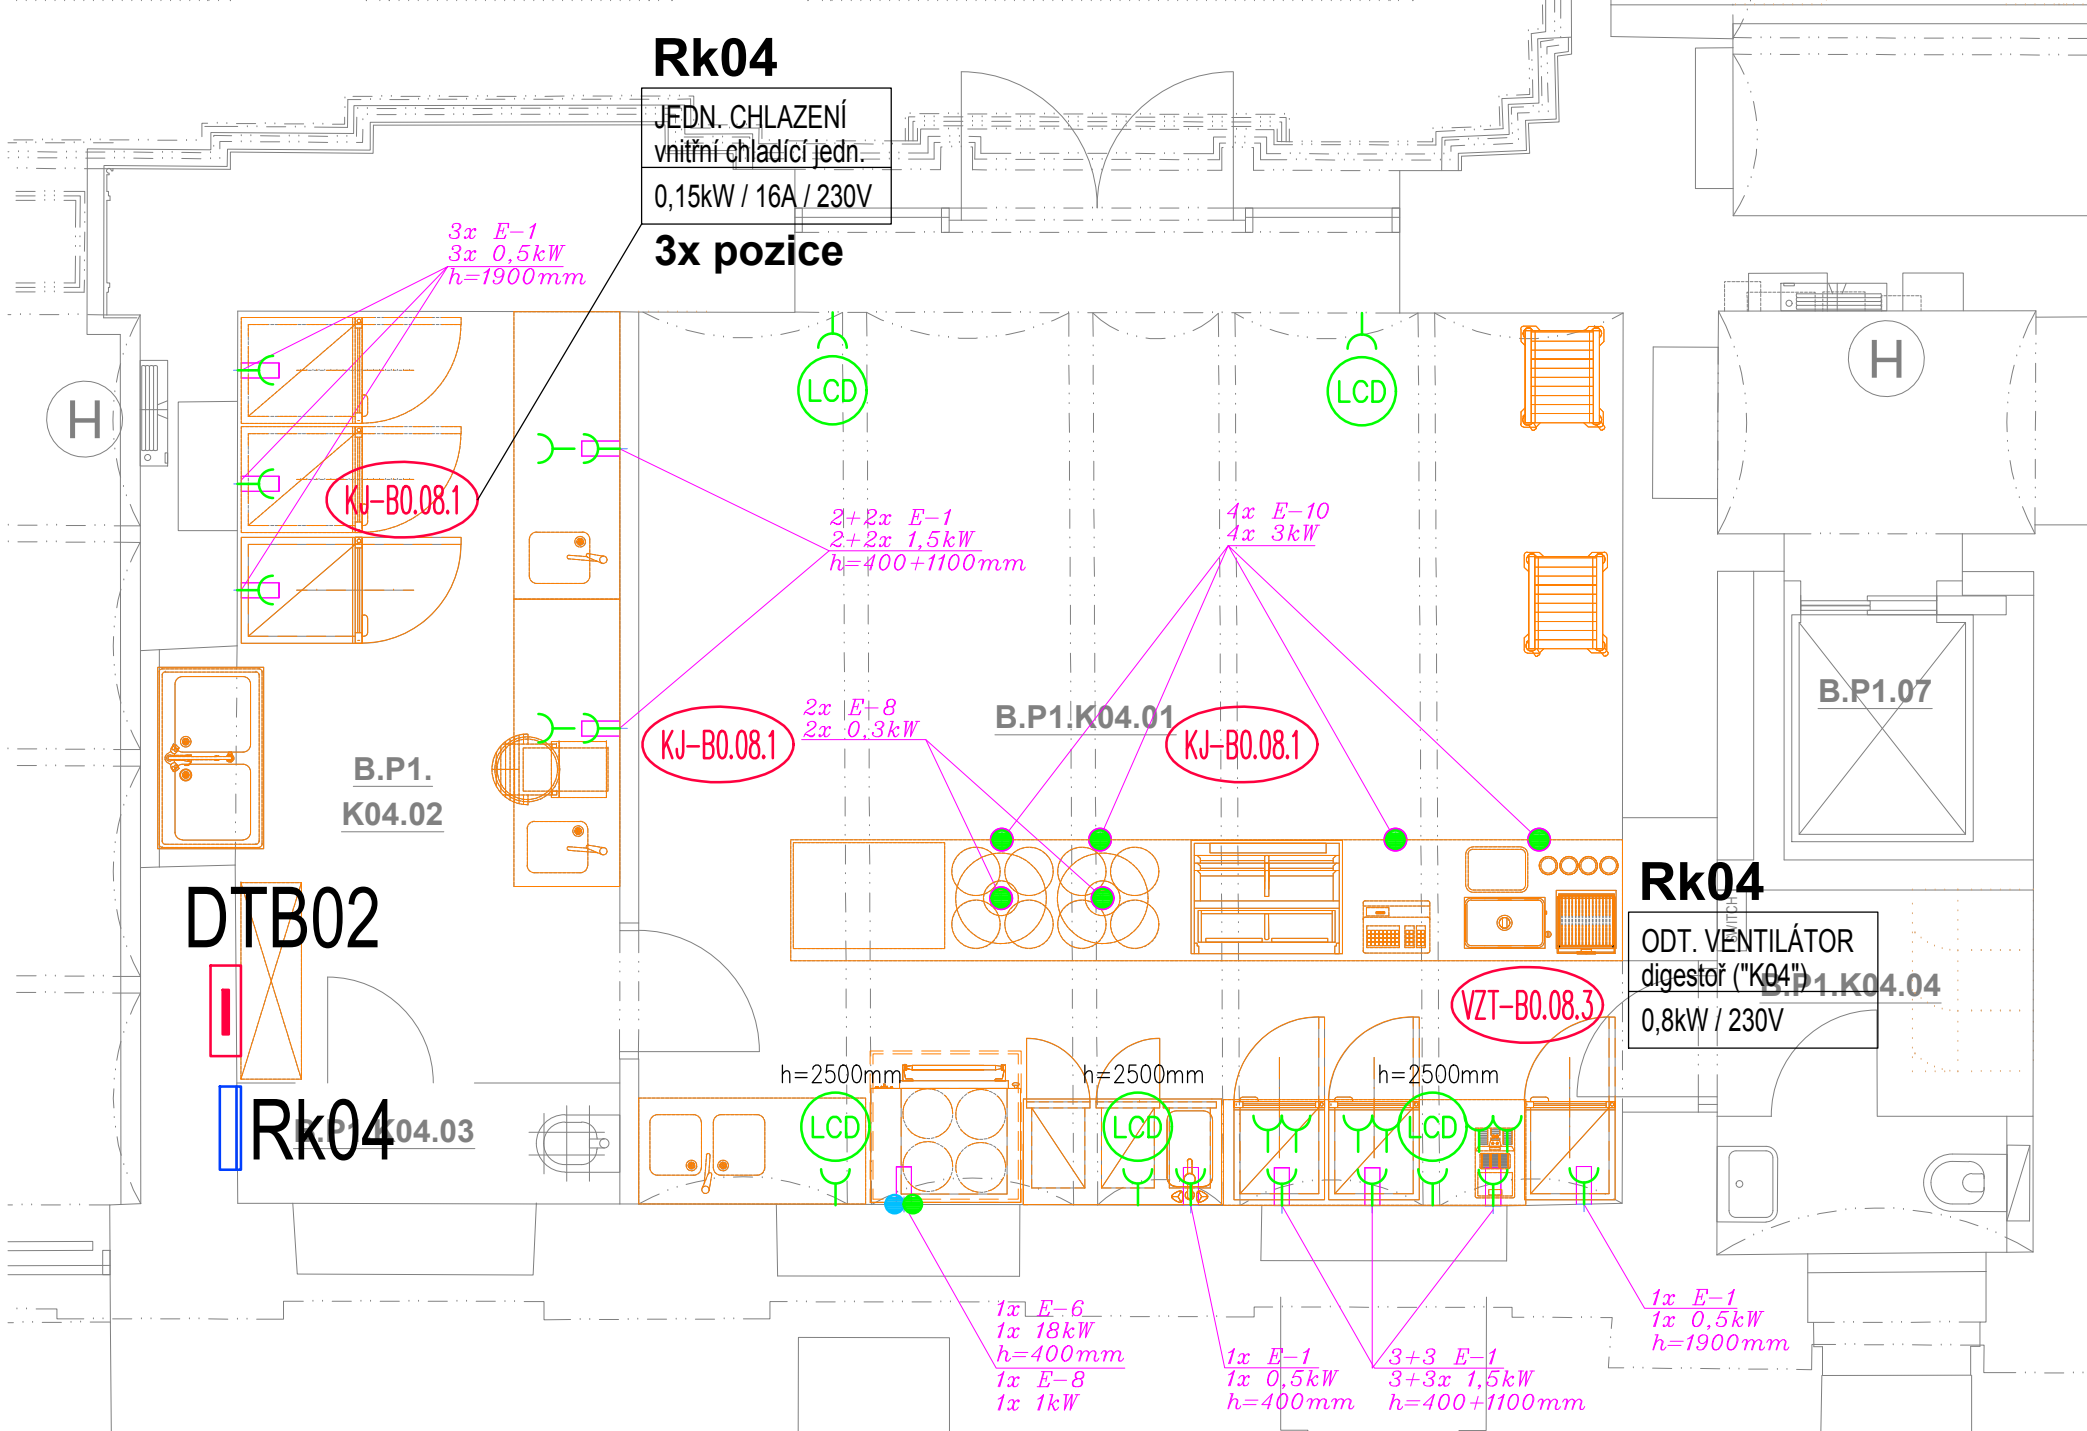 Rk04
JEDN. CHLAZENÍ
vnitřní chladící jedn.
0,15kW / 16A / 230V
3x pozice
3x E-1
3x 0,5kW
h=1900mm
LCD
LCD
H
H
KJ-B0.08.1
2+2x E-1
2+2x 1,5kW
h=400+1100mm
4x E-10
4x 3kW
2x E-8
2x 0,3kW
KJ-B0.08.1
B.P1.K04.01
KJ-B0.08.1
B.P1.07
B.P1.
K04.02
DTB02
Rk04
SWITCH
ODT. VENTILÁTOR
digestoř ("K04")
0,8kW / 230V
B.P1.K04.04
VZT-B0.08.3
Rk04
B.P1.K04.03
h=2500mm
h=2500mm
h=2500mm
LCD
LCD
LCD
1x E-6
1x 18kW
h=400mm
1x E-8
1x 1kW
1x E-1
1x 0,5kW
h=400mm
3+3 E-1
3+3x 1,5kW
h=400+1100mm
1x E-1
1x 0,5kW
h=1900mm